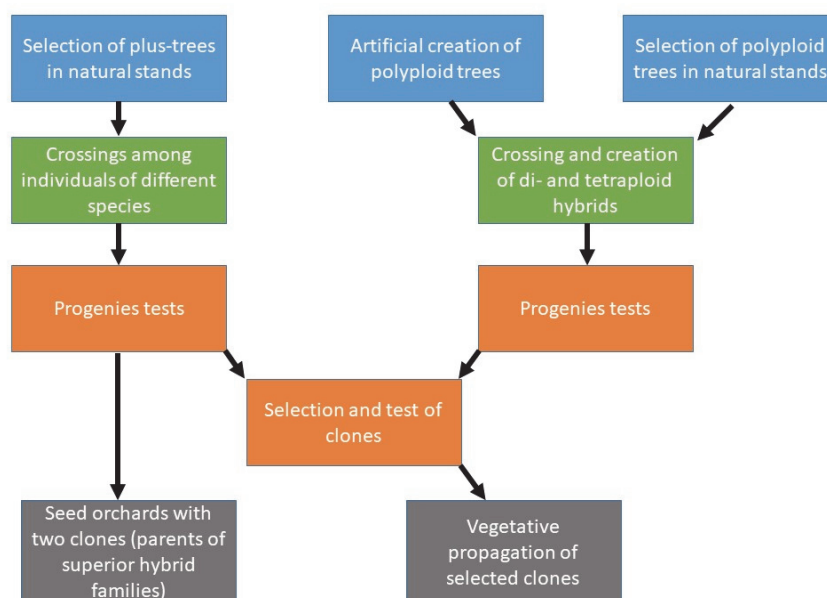 Selection of plus-trees
in natural stands
Artificial creation of
polyploid trees
Selection of polyploid
trees in natural stands
Crossings among
individuals of different
species
Crossing and creation
of di- and tetraploid
hybrids
Progenies tests
Progenies tests
Selection and test of
clones
Seed orchards with
two clones (parents of
superior hybrid
families)
Vegetative
propagation of
selected clones